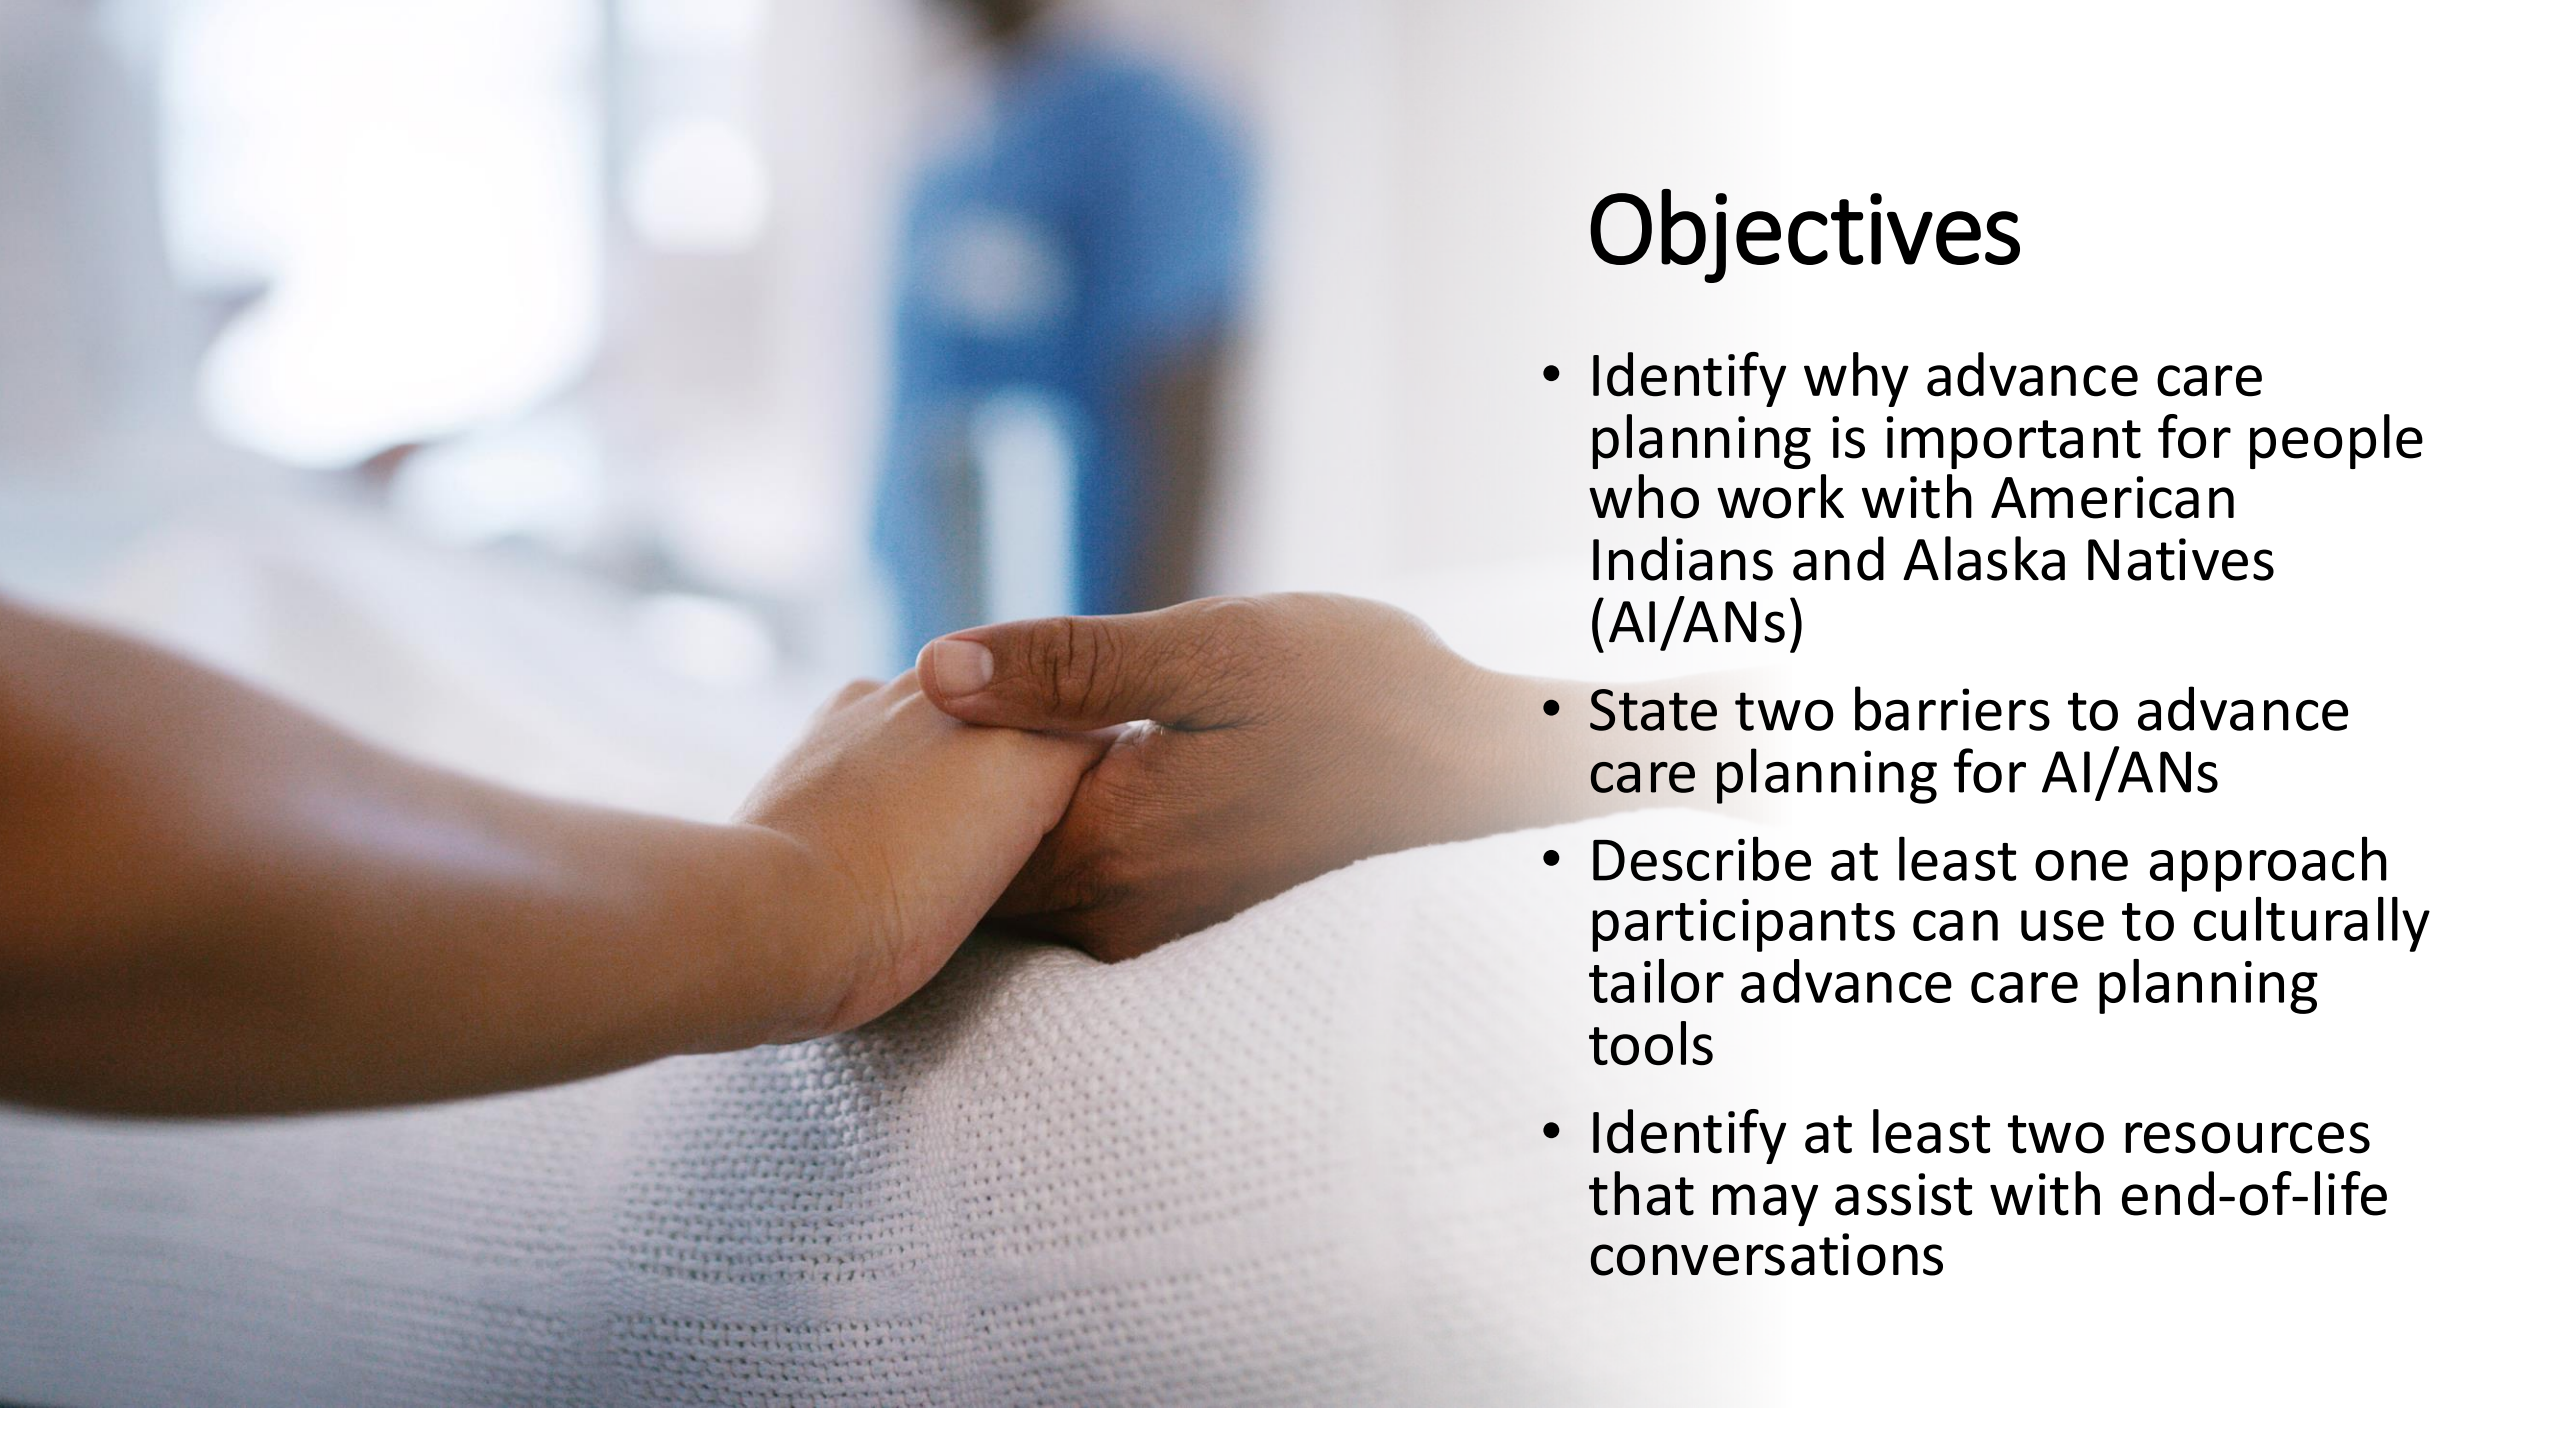 Objectives
• Identify why advance care
planning is important for people
who work with American
Indians and Alaska Natives
(AI/ANs)
• State two barriers to advance
care planning for AI/ANs
• Describe at least one approach
participants can use to culturally
tailor advance care planning
tools
• Identify at least two resources
that may assist with end-of-life
conversations